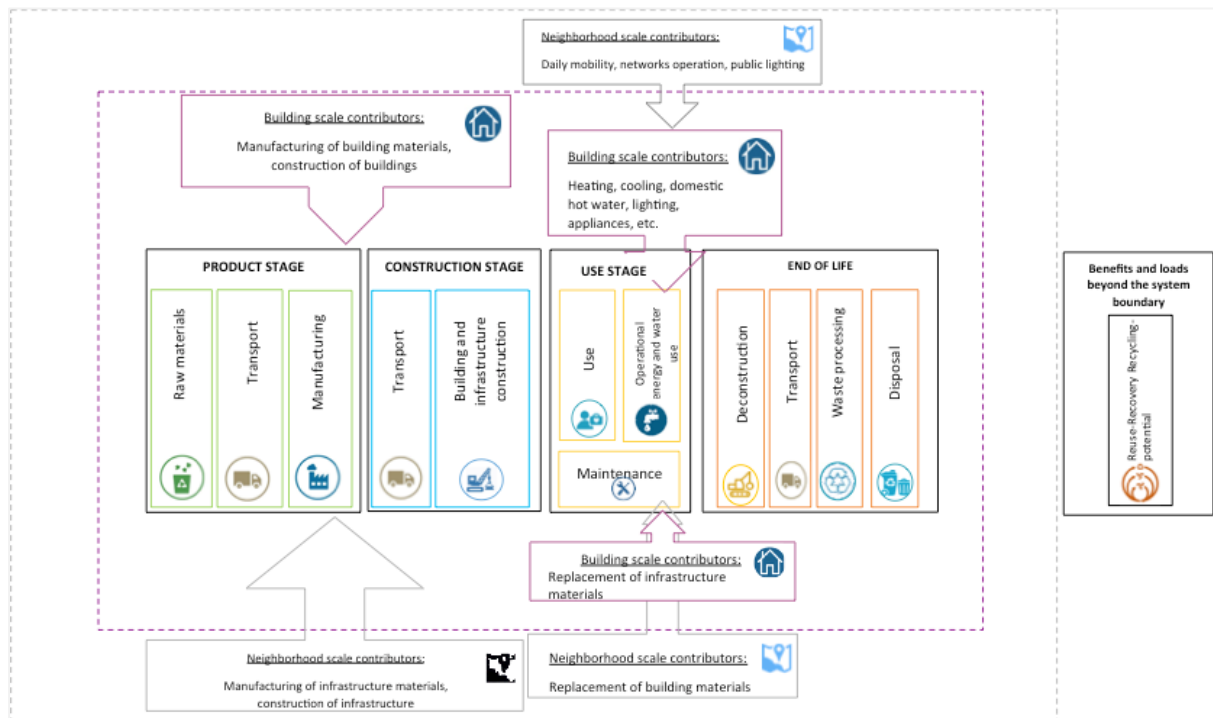 Neighborhood scale contributors:
Daily mobility, networks operation, public lighting
Building scale contributors:
Manufacturing of building materials,
construction of buildings
Building scale contributors:
Heating, cooling, domestic
hot water, lighting,
appliances, etc.
PRODUCT STAGE
Raw materials
Transport
Manufacturing
CONSTRUCTION STAGE
Transport
Building and
infrastructure
construction
USE STAGE
Use
Operational
energy and water
use
Maintenance
END OF LIFE
Deconstruction
Transport
Waste processing
Disposal
Benefits and loads
beyond the system
boundary
Reuse-Recovery Recycling-
potential
Building scale contributors:
Replacement of infrastructure
materials
Neighborhood scale contributors:
Manufacturing of infrastructure materials,
construction of infrastructure
Neighborhood scale contributors:
Replacement of building materials